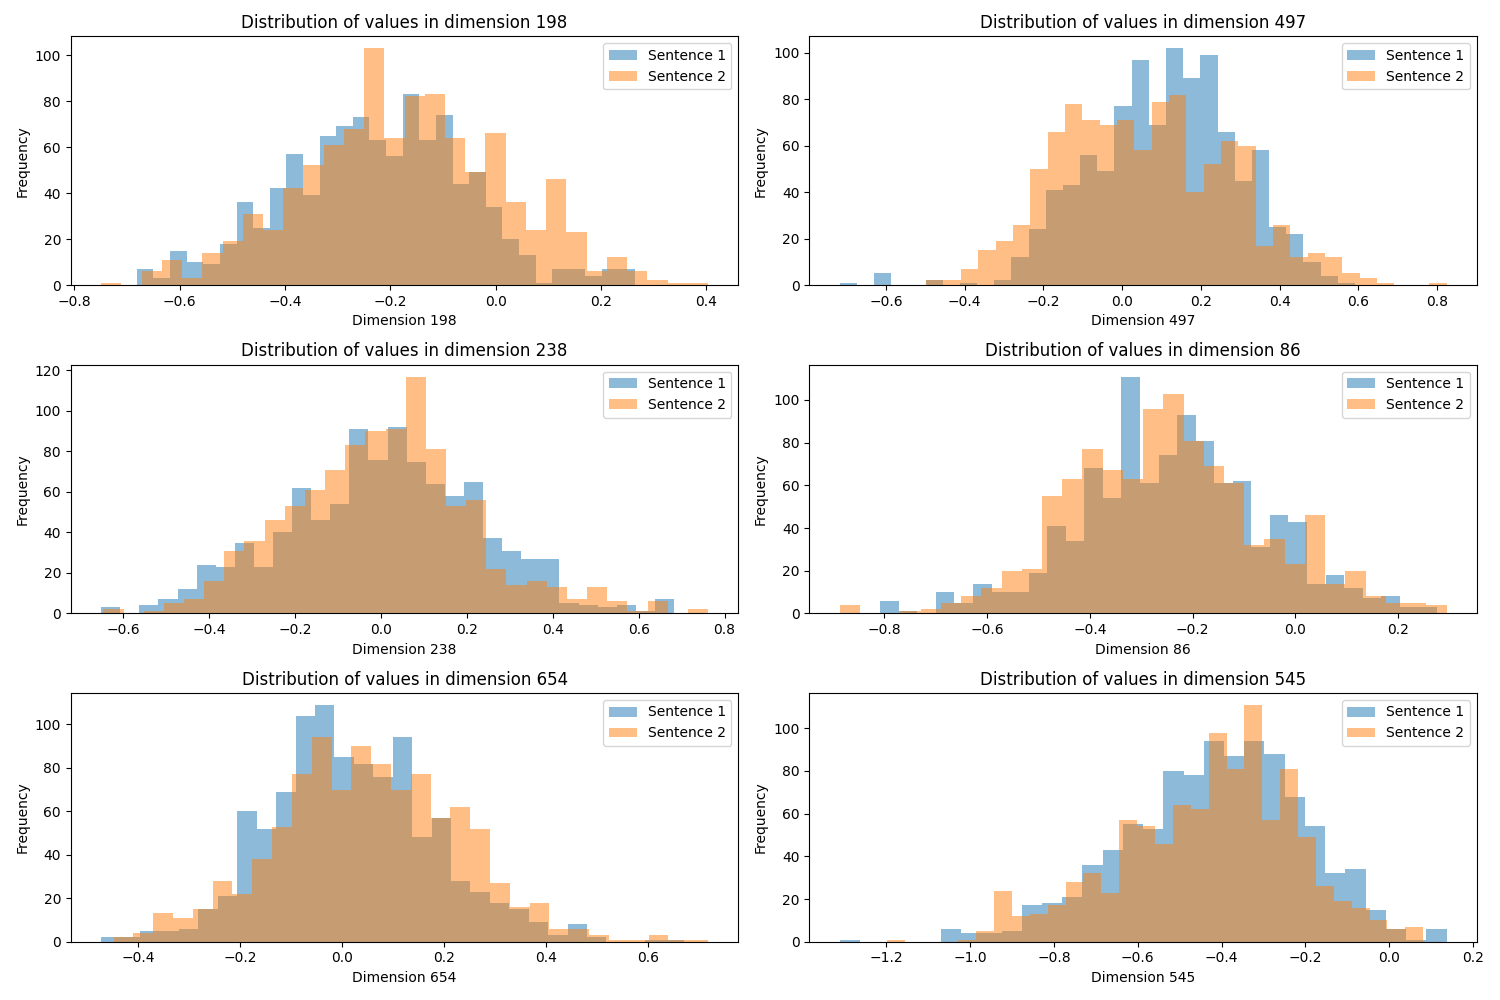 Distribution of values in dimension 198
Frequency
100
80
60
40
20
0
−0.8 −0.6 −0.4 −0.2 0.0 0.2 0.4
Dimension 198
Sentence 1
Sentence 2
Distribution of values in dimension 497
Frequency
100
80
60
40
20
0
−0.6 −0.4 −0.2 0.0 0.2 0.4 0.6 0.8
Dimension 497
Sentence 1
Sentence 2
Distribution of values in dimension 238
Frequency
120
100
80
60
40
20
0
−0.6 −0.4 −0.2 0.0 0.2 0.4 0.6 0.8
Dimension 238
Sentence 1
Sentence 2
Distribution of values in dimension 86
Frequency
100
80
60
40
20
0
−0.8 −0.6 −0.4 −0.2 0.0 0.2
Dimension 86
Sentence 1
Sentence 2
Distribution of values in dimension 654
Frequency
100
80
60
40
20
0
−0.4 −0.2 0.0 0.2 0.4 0.6
Dimension 654
Sentence 1
Sentence 2
Distribution of values in dimension 545
Frequency
100
80
60
40
20
0
−1.2 −1.0 −0.8 −0.6 −0.4 −0.2 0.0 0.2
Dimension 545
Sentence 1
Sentence 2